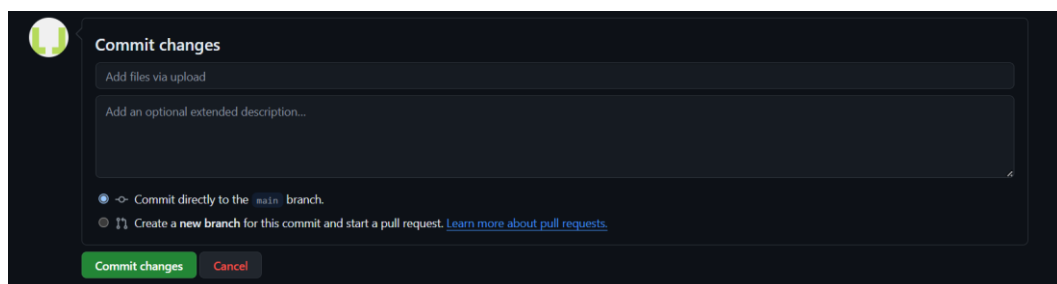 Commit changes
Add files via upload
Add an optional extended description...
Commit directly to the main branch.
Create a new branch for this commit and start a pull request. Learn more about pull requests.
Commit changes Cancel